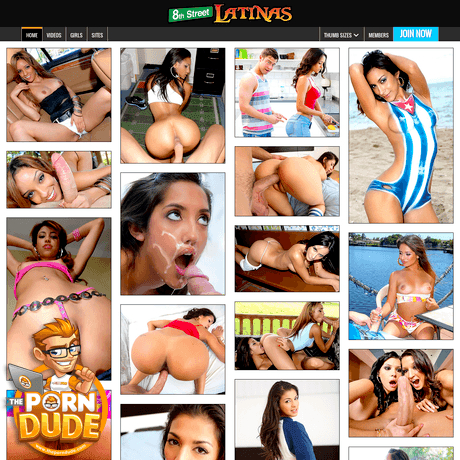 8th Street LATINAS
HOME VIDEOS GIRLS SITES THUMB SIZES MEMBERS JOIN NOW
THE
PORN
DUDE